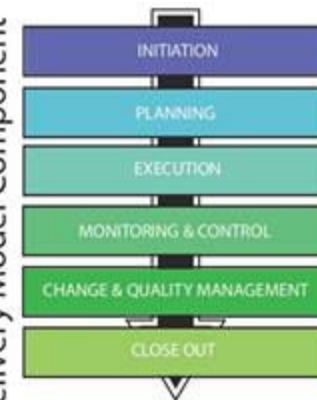 Model Component
INITIATION
PLANNING
EXECUTION
MONITORING & CONTROL
CHANGE & QUALITY MANAGEMENT
CLOSE OUT